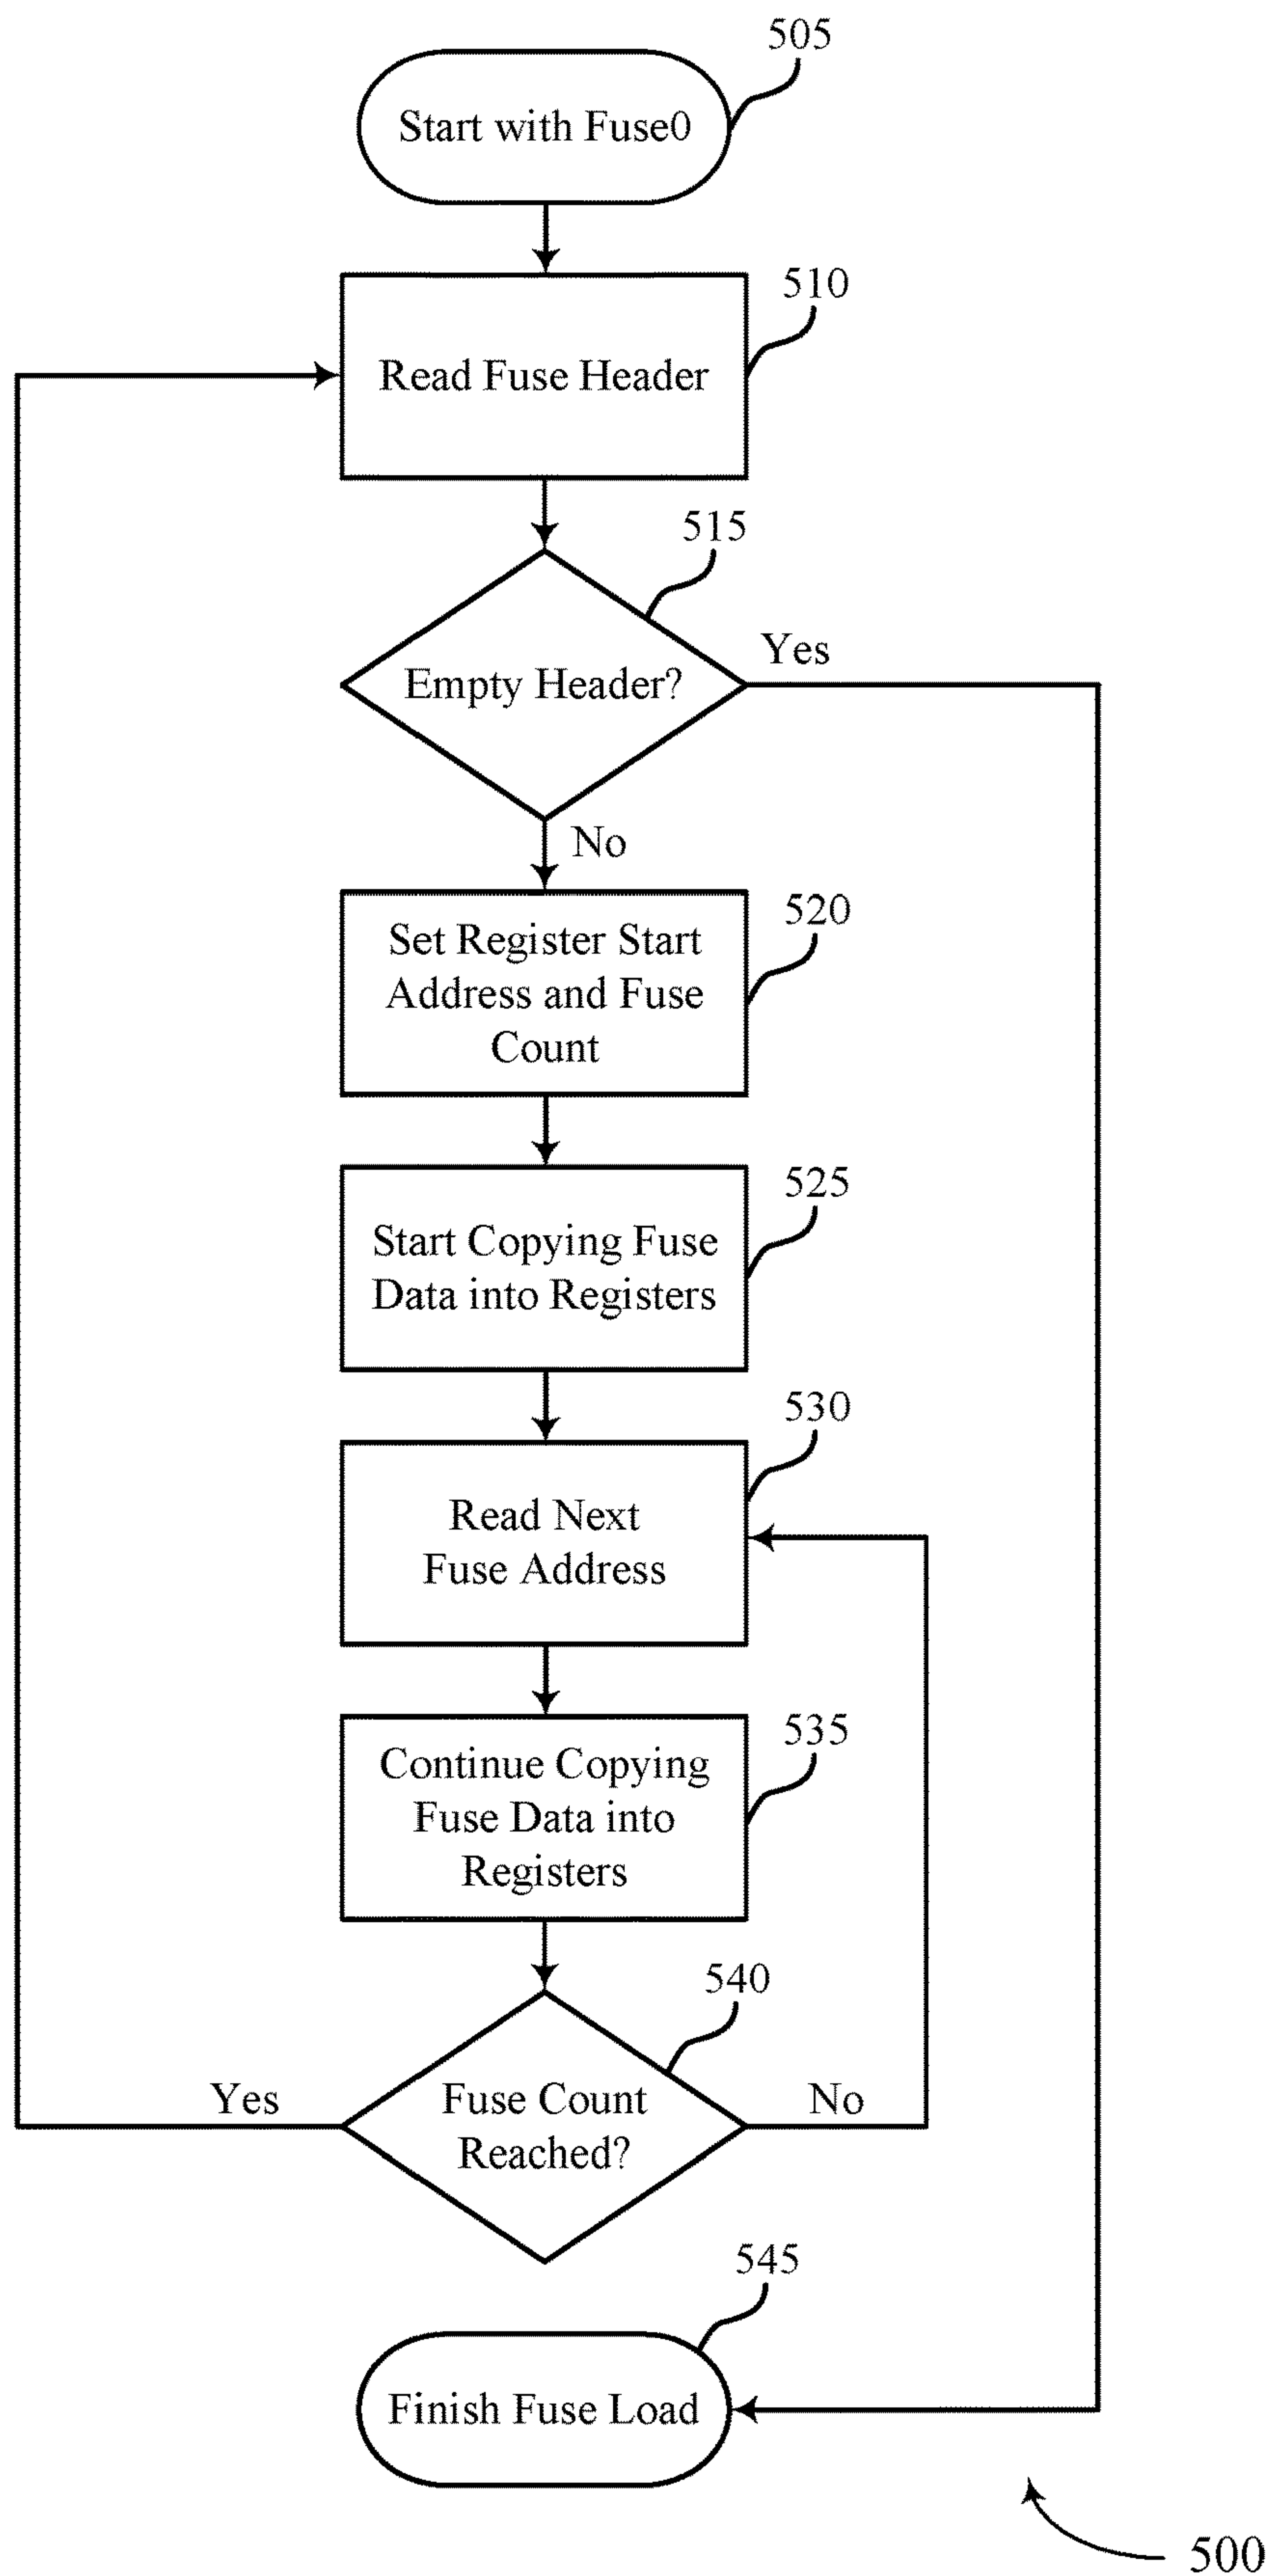 505
Start with Fuse0
510
Read Fuse Header
515
Empty Header?
Yes
No
520
Set Register Start
Address and Fuse
Count
525
Start Copying Fuse
Data into Registers
530
Read Next
Fuse Address
535
Continue Copying
Fuse Data into
Registers
540
Fuse Count
Reached?
Yes
No
545
Finish Fuse Load
500